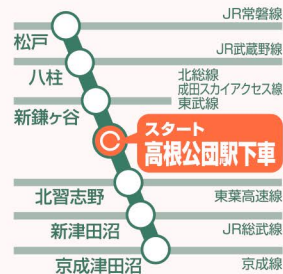 JR常磐線
松戸
JR武蔵野線
八柱
北総線
成田スカイアクセス線
東武線
新鎌ヶ谷
スタート
高根公団駅下車
北習志野
東葉高速線
新津田沼
JR総武線
京成津田沼
京成線